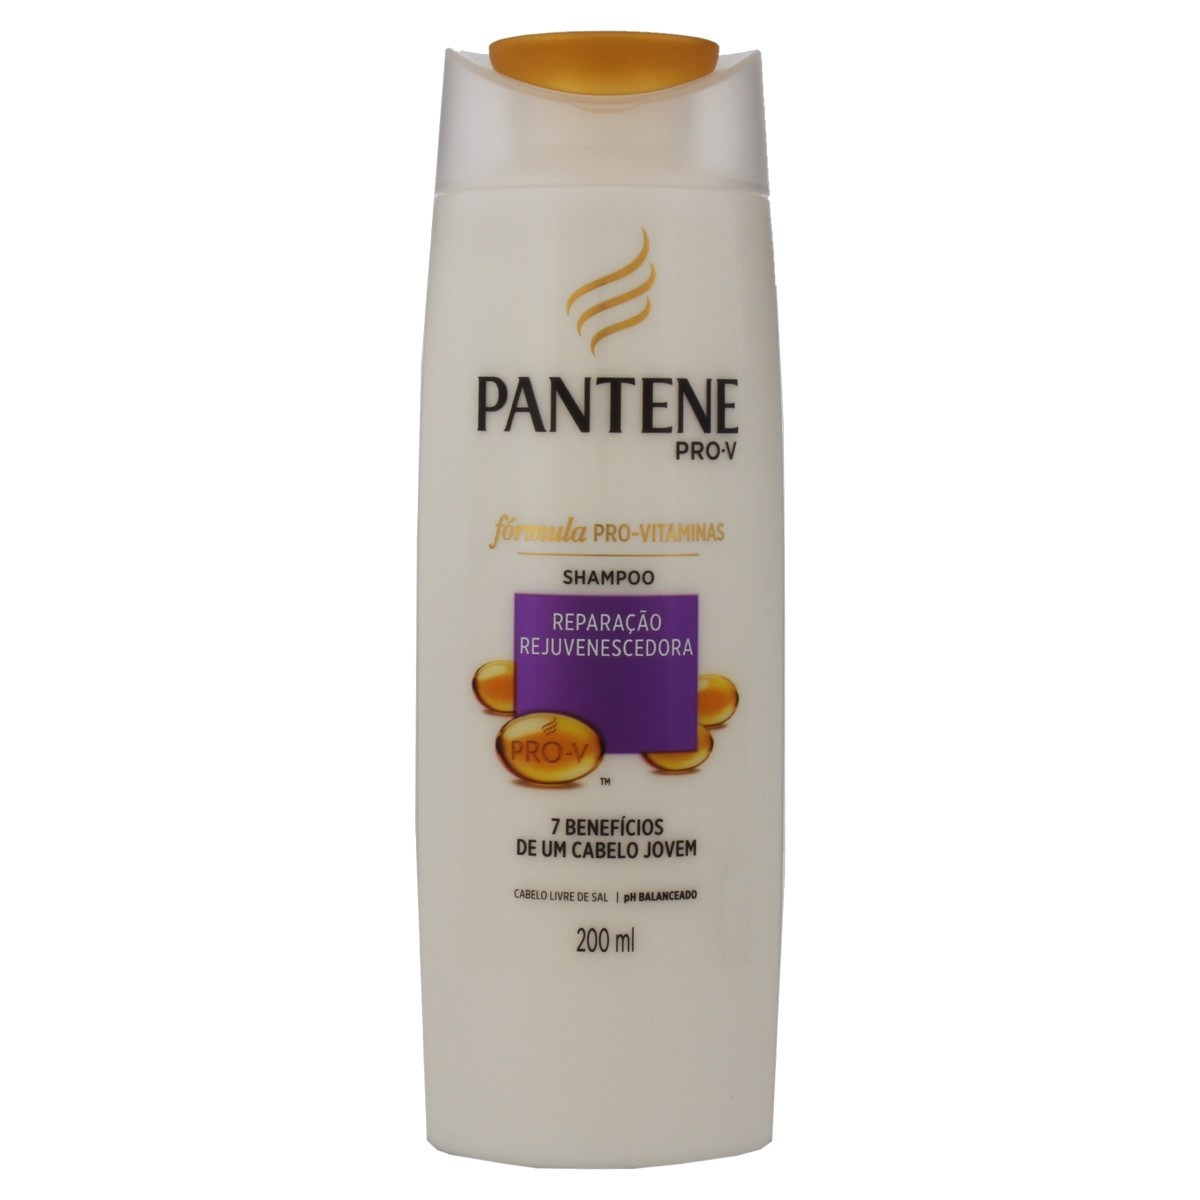 PANTENE
PRO-V
fórmula PRO-VITAMINAS
SHAMPOO
REPARAÇÃO
REJUVENESCEDORA
PRO-V
TM
7 BENEFÍCIOS
DE UM CABELO JOVEM
CABELO LIVRE DE SAL | pH BALANCEADO
200 ml